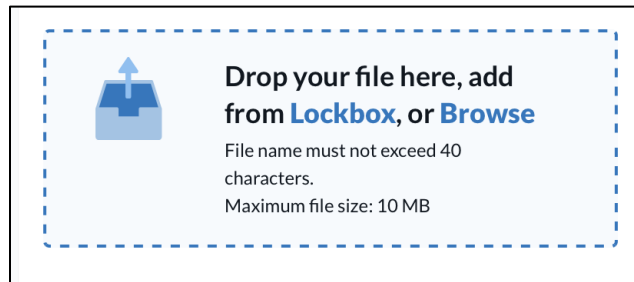 Drop your file here, add
from Lockbox, or Browse
File name must not exceed 40
characters.
Maximum file size: 10 MB